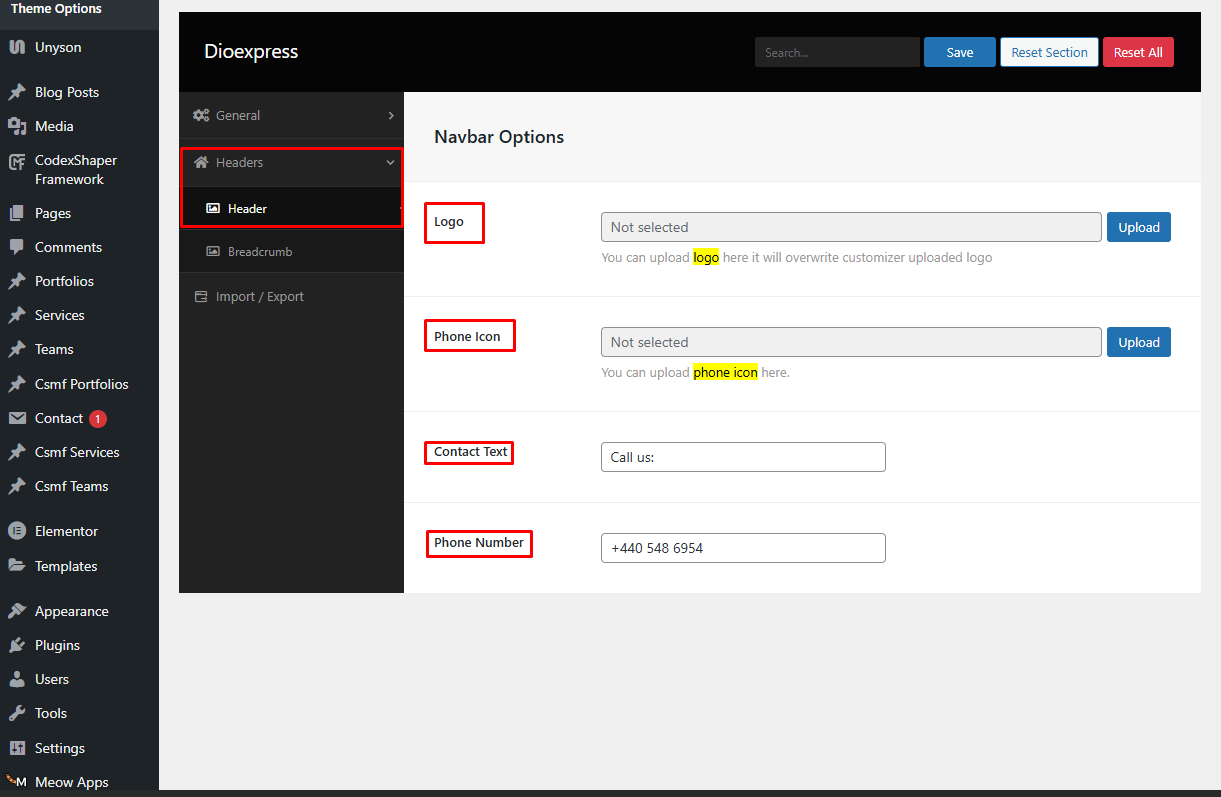 Theme Options
Unyson
Blog Posts
Media
CodexShaper
Framework
Pages
Comments
Portfolios
Services
Teams
Csmf Portfolios
Contact 1
Csmf Services
Csmf Teams
Elementor
Templates
Appearance
Plugins
Users
Tools
Settings
Meow Apps
Dioexpress
Search...
Save
Reset Section
Reset All
General
Headers
Header
Breadcrumb
Import / Export
Navbar Options
Logo
Not selected
Upload
You can upload logo here it will overwrite customizer uploaded logo
Phone Icon
Not selected
Upload
You can upload phone icon here.
Contact Text
Call us:
Phone Number
+440 548 6954